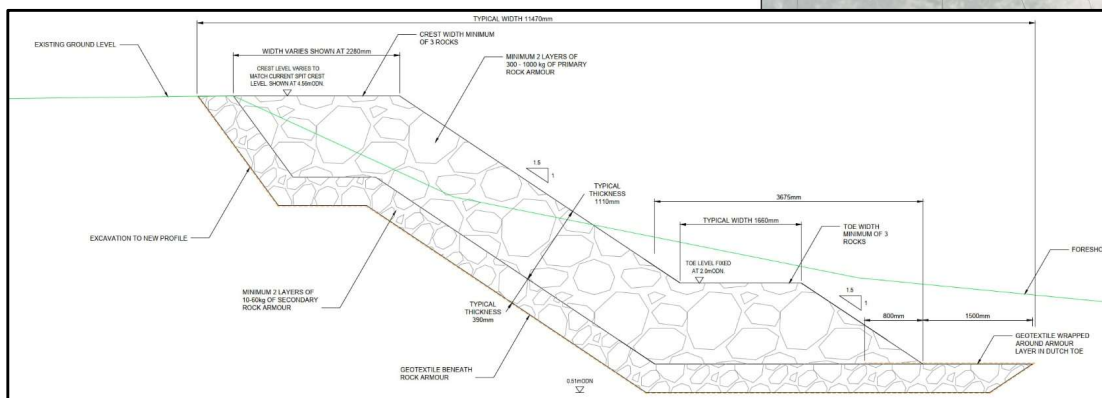 TYPICAL WIDTH 11470mm
EXISTING GROUND LEVEL
WIDTH VARIES SHOWN AT 2280mm
CREST WIDTH MINIMUM
OF 3 ROCKS
CREST LEVEL VARIES TO
MATCH CURRENT SPIT CREST
LEVEL, SHOWN AT 4.56mODN.
MINIMUM 2 LAYERS OF
300 - 1000 kg OF PRIMARY
ROCK ARMOUR
1.5
1
TYPICAL
THICKNESS
1110mm
3675mm
TYPICAL WIDTH 1660mm
TOE WIDTH
MINIMUM OF 3
ROCKS
EXCAVATION TO NEW PROFILE
TOE LEVEL FIXED
AT 2.0mODN.
FORESHO
MINIMUM 2 LAYERS OF
10-60kg OF SECONDARY
ROCK ARMOUR
1.5
1
TYPICAL
THICKNESS
390mm
800mm
1500mm
GEOTEXTILE WRAPPED
AROUND ARMOUR
LAYER IN DUTCH TOE
GEOTEXTILE BENEATH
ROCK ARMOUR
0.51mODN